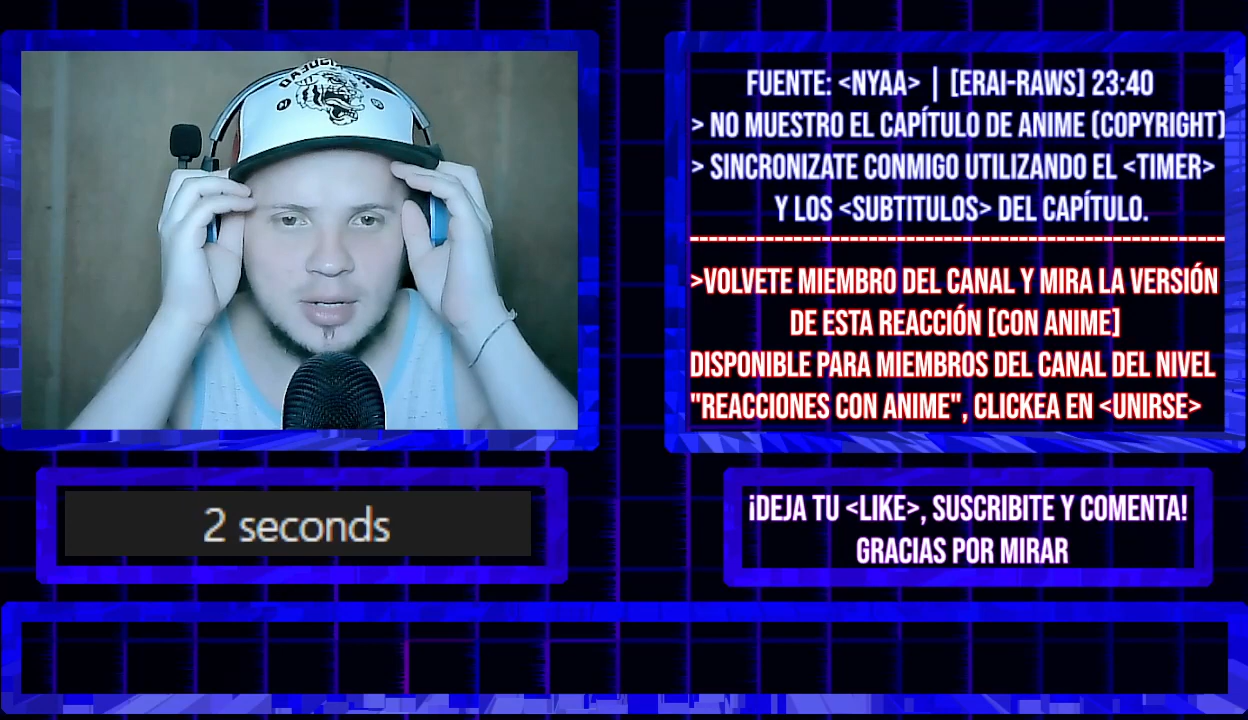 FUENTE: <NYAA> | [ERAI-RAWS] 23:40
> NO MUESTRO EL CAPÍTULO DE ANIME (COPYRIGHT)
> SINCRONIZATE CONMIGO UTILIZANDO EL <TIMER>
Y LOS <SUBTITULOS> DEL CAPÍTULO.
>VOLVETE MIEMBRO DEL CANAL Y MIRA LA VERSIÓN
DE ESTA REACCIÓN [CON ANIME]
DISPONIBLE PARA MIEMBROS DEL CANAL DEL NIVEL
"REACCIONES CON ANIME", CLICKEA EN <UNIRSE>
2 seconds
¡DEJA TU <LIKE>, SUSCRIBITE Y COMENTA!
GRACIAS POR MIRAR